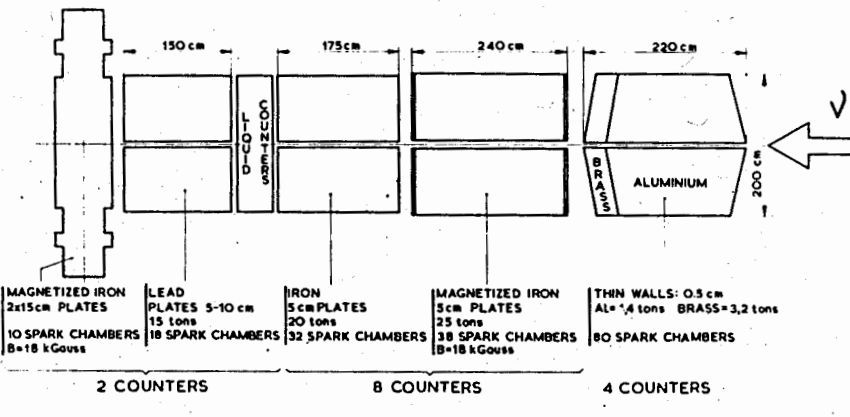 150 cm
175 cm
240 cm
220 cm
ν
LIQUID
COUNTERS
BRASS
ALUMINIUM
200 cm
MAGNETIZED IRON
2x15cm PLATES
10 SPARK CHAMBERS
B=18 kGauss
LEAD
PLATES 5-10 cm
15 tons
18 SPARK CHAMBERS
IRON
5cm PLATES
20 tons
32 SPARK CHAMBERS
MAGNETIZED IRON
5cm PLATES
25 tons
38 SPARK CHAMBERS
B=18 kGauss
THIN WALLS: 0.5 cm
AL= 1,4 tons BRASS=3,2 tons
80 SPARK CHAMBERS
2 COUNTERS
8 COUNTERS
4 COUNTERS